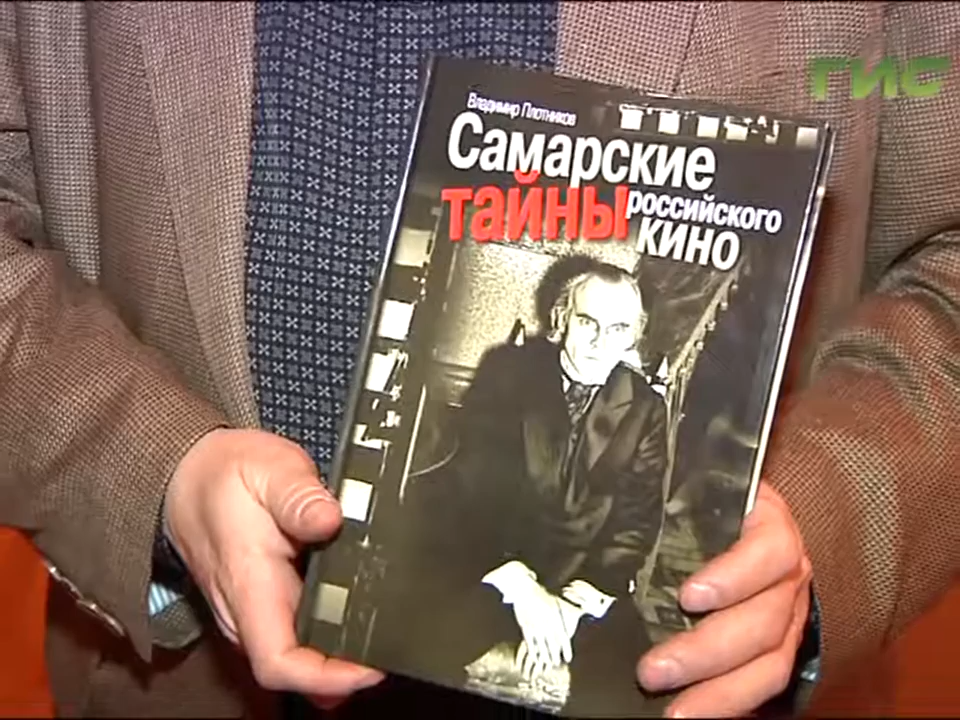 ГИС
Владимир Плотников
Самарские
тайны
российского
кино